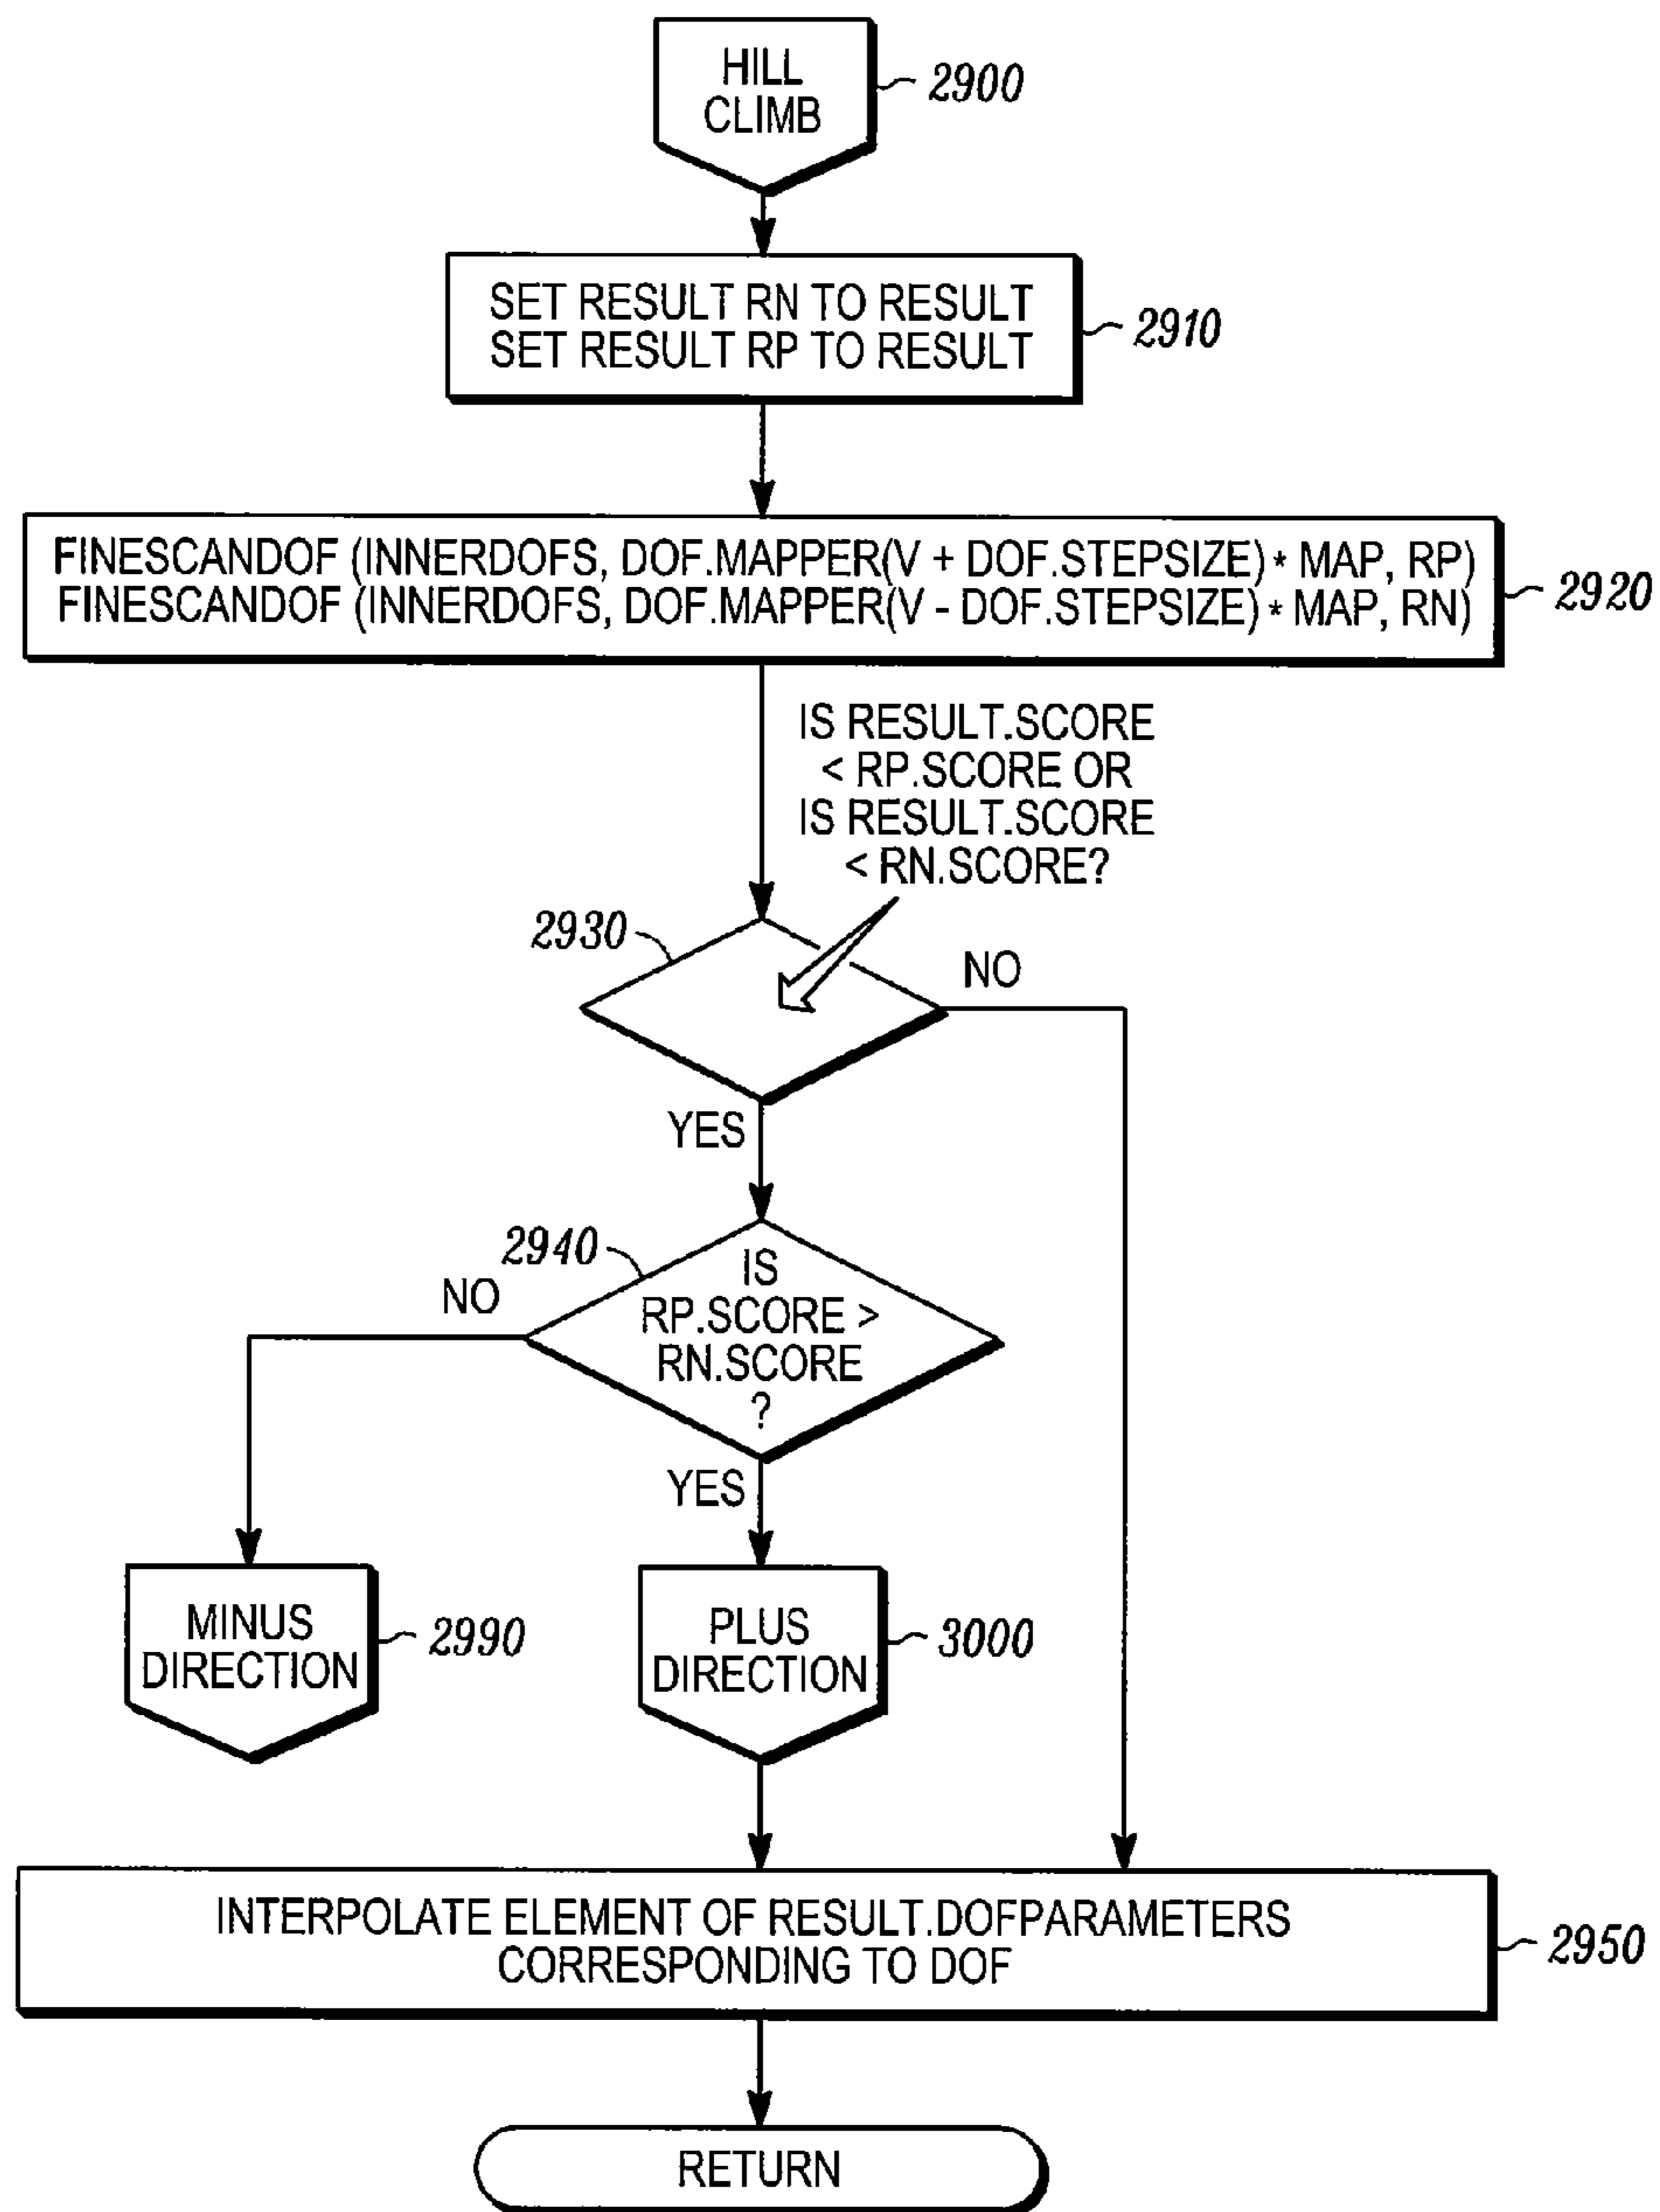 HILL
CLIMB
2900
SET RESULT RN TO RESULT
SET RESULT RP TO RESULT
2910
FINESCANDOF (INNERDOFS, DOF.MAPPER(V + DOF.STEPSIZE) * MAP, RP)
FINESCANDOF (INNERDOFS, DOF.MAPPER(V - DOF.STEPSIZE) * MAP, RN)
2920
IS RESULT.SCORE
< RP.SCORE OR
IS RESULT.SCORE
< RN.SCORE?
2930
NO
YES
2940
IS
RP.SCORE >
RN.SCORE
?
NO
YES
MINUS
DIRECTION
2990
PLUS
DIRECTION
3000
INTERPOLATE ELEMENT OF RESULT.DOFPARAMETERS
CORRESPONDING TO DOF
2950
RETURN